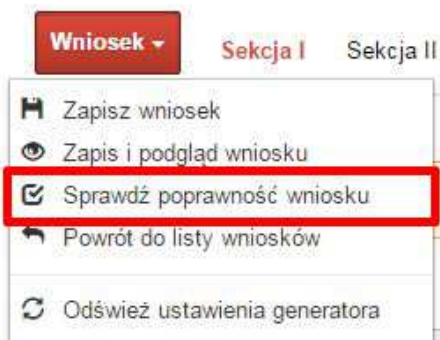 Wniosek Sekcja I Sekcja II
Zapisz wniosek
Zapis i podgląd wniosku
Sprawdź poprawność wniosku
Powrót do listy wniosków
Odśwież ustawienia generatora